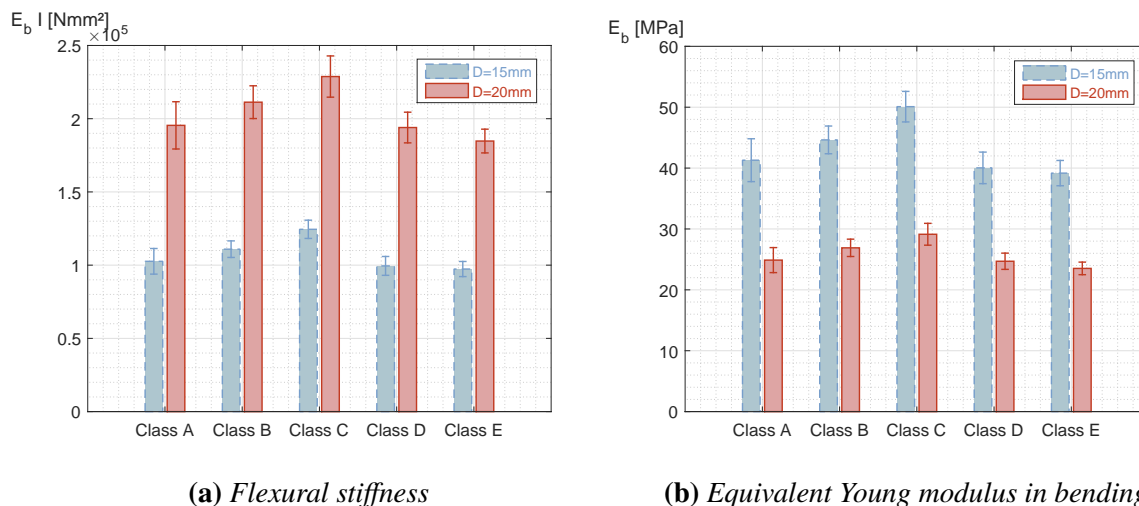 E_b I [Nmm²]
×10⁵
2.5
2
1.5
1
0.5
0
D=15mm
D=20mm
Class A Class B Class C Class D Class E
(a) Flexural stiffness
E_b [MPa]
60
50
40
30
20
10
0
D=15mm
D=20mm
Class A Class B Class C Class D Class E
(b) Equivalent Young modulus in bending